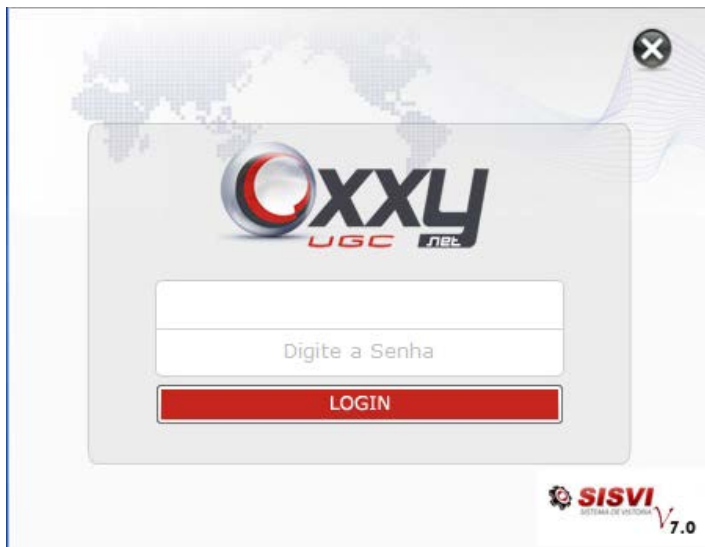 Oxxy
UGC .net
Digite a Senha
LOGIN
SISVI
SISTEMA DE VISTORIA
V7.0